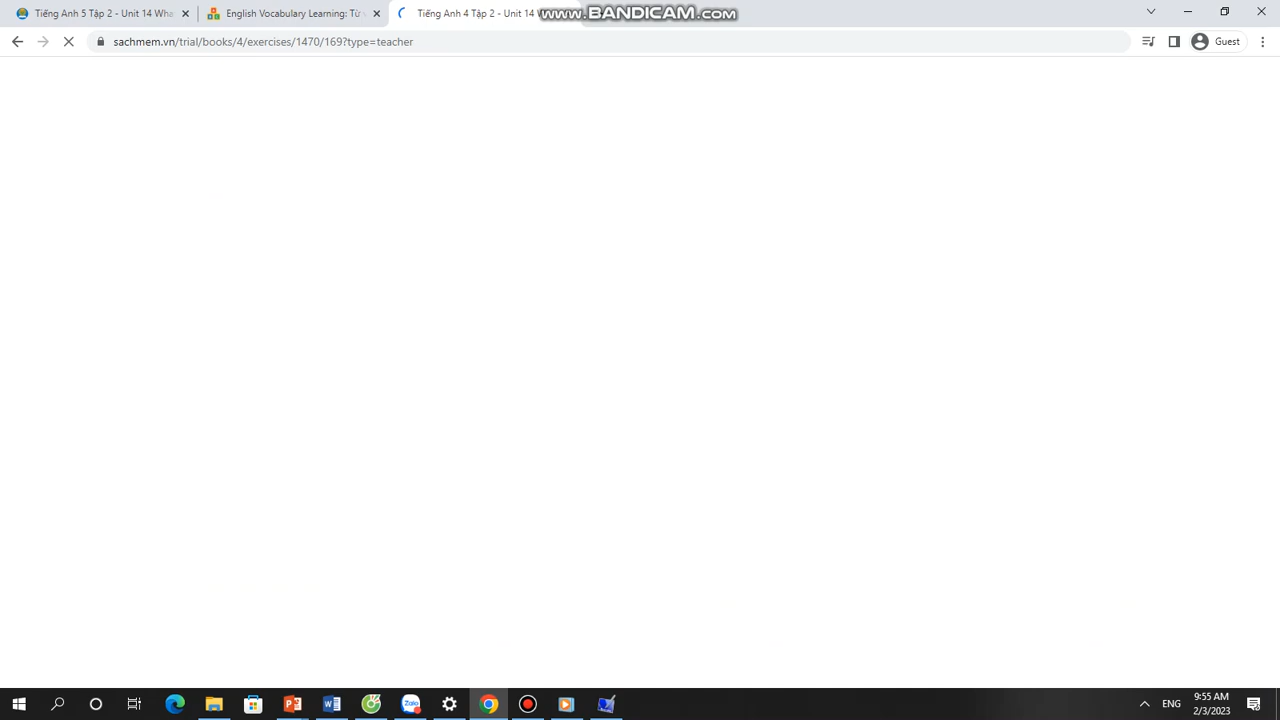 Tiếng Anh 5 Tập 2 - Unit 14 Wha
English Vocabulary Learning: Từ
Tiếng Anh 4 Tập 2 - Unit 14 W
www.BANDICAM.com
sachmem.vn/trial/books/4/exercises/1470/169?type=teacher
Guest
Zalo
ENG
9:55 AM
2/3/2023